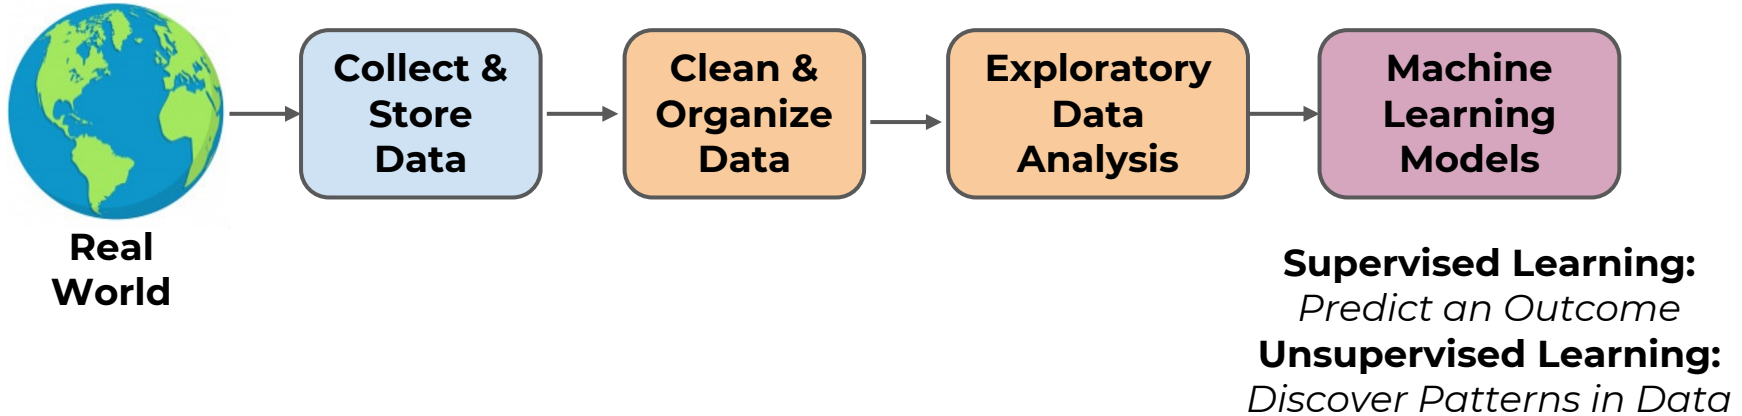 Real
World
Collect &
Store
Data
Clean &
Organize
Data
Exploratory
Data
Analysis
Machine
Learning
Models
Supervised Learning:
Predict an Outcome
Unsupervised Learning:
Discover Patterns in Data